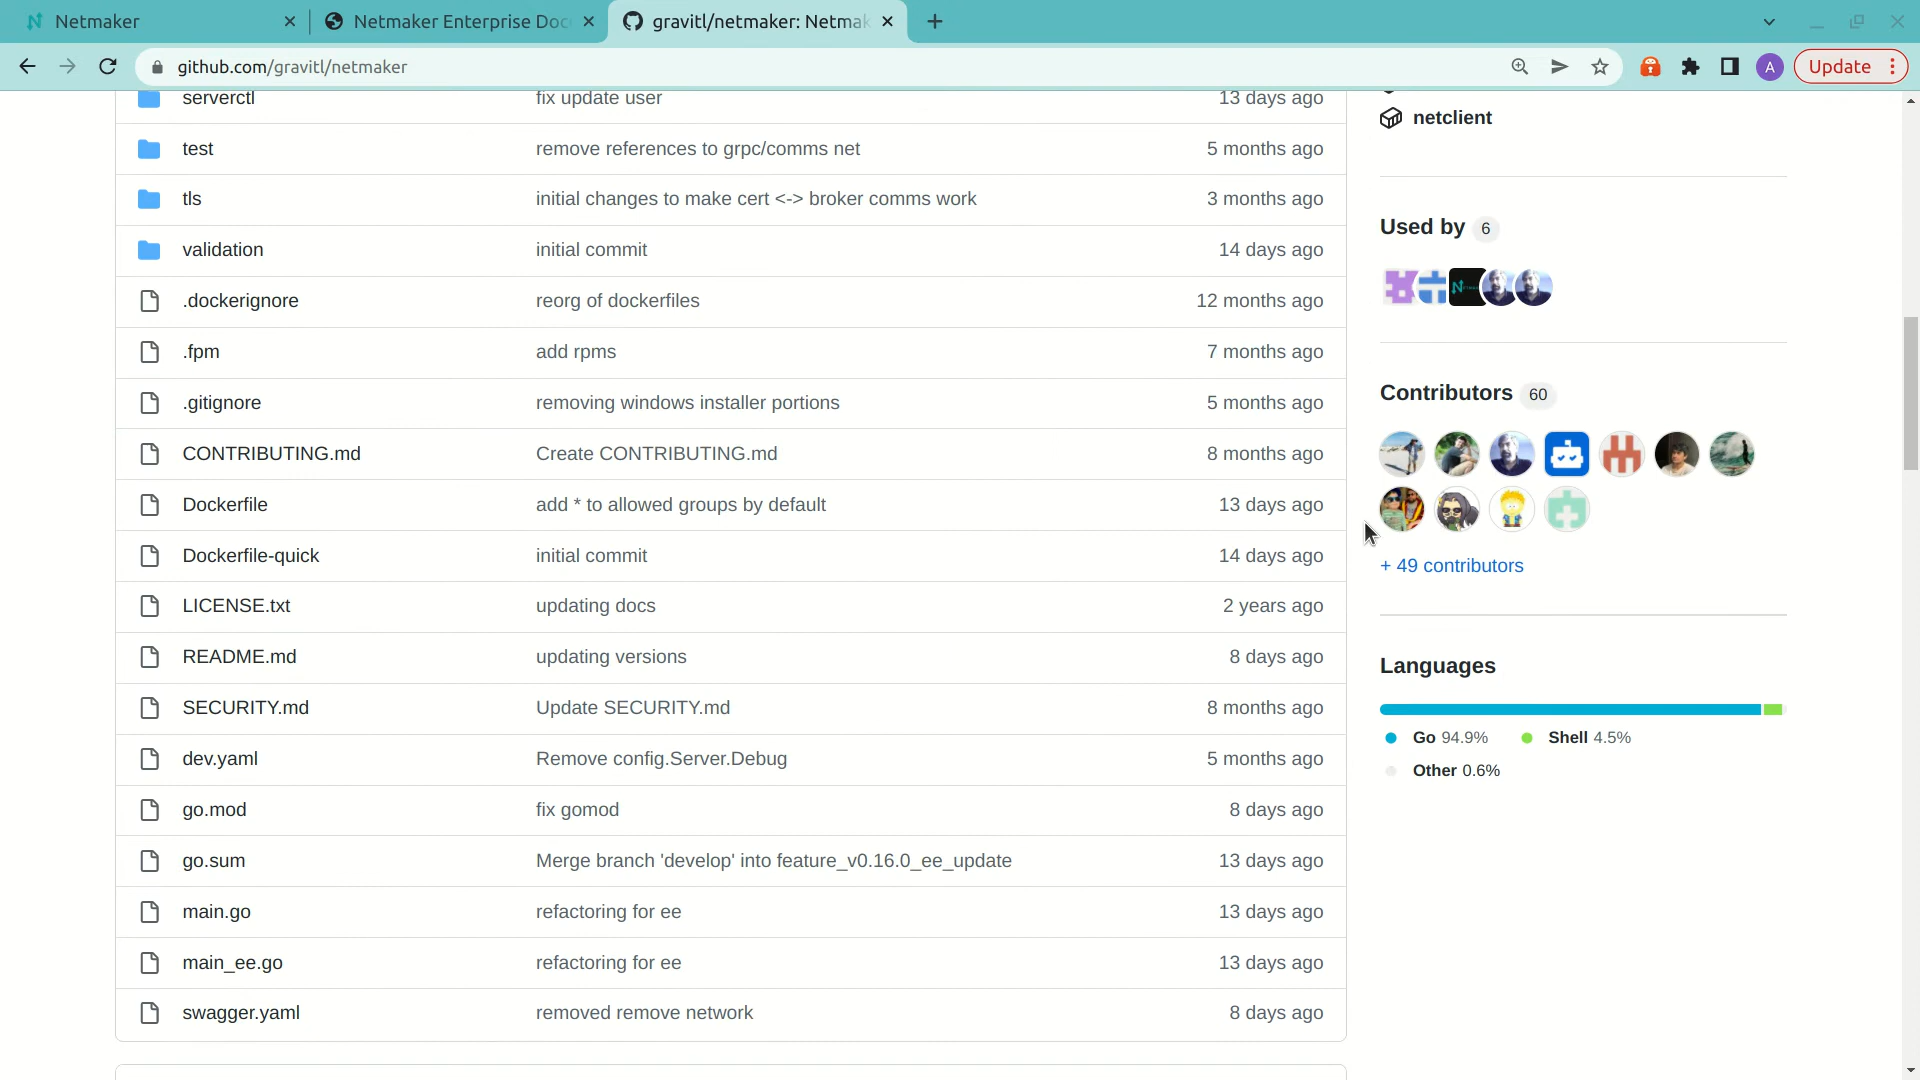 Netmaker
Netmaker Enterprise Doc
gravitl/netmaker: Netmak
github.com/gravitl/netmaker
A
Update
serverctl fix update user 13 days ago
test remove references to grpc/comms net 5 months ago
tls initial changes to make cert <-> broker comms work 3 months ago
validation initial commit 14 days ago
.dockerignore reorg of dockerfiles 12 months ago
.fpm add rpms 7 months ago
.gitignore removing windows installer portions 5 months ago
CONTRIBUTING.md Create CONTRIBUTING.md 8 months ago
Dockerfile add * to allowed groups by default 13 days ago
Dockerfile-quick initial commit 14 days ago
LICENSE.txt updating docs 2 years ago
README.md updating versions 8 days ago
SECURITY.md Update SECURITY.md 8 months ago
dev.yaml Remove config.Server.Debug 5 months ago
go.mod fix gomod 8 days ago
go.sum Merge branch 'develop' into feature_v0.16.0_ee_update 13 days ago
main.go refactoring for ee 13 days ago
main_ee.go refactoring for ee 13 days ago
swagger.yaml removed remove network 8 days ago
netclient
Used by 6
Contributors 60
+ 49 contributors
Languages
Go 94.9% Shell 4.5%
Other 0.6%